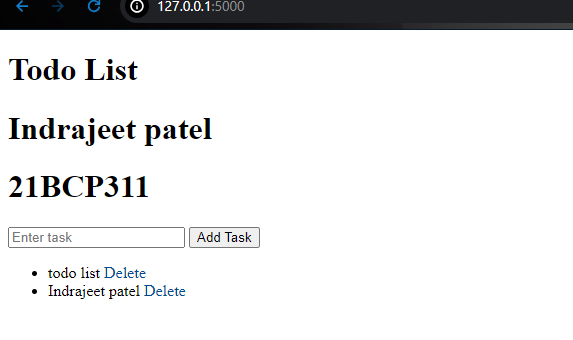 127.0.0.1:5000
Todo List
Indrajeet patel
21BCP311
Enter task Add Task
todo list Delete
Indrajeet patel Delete